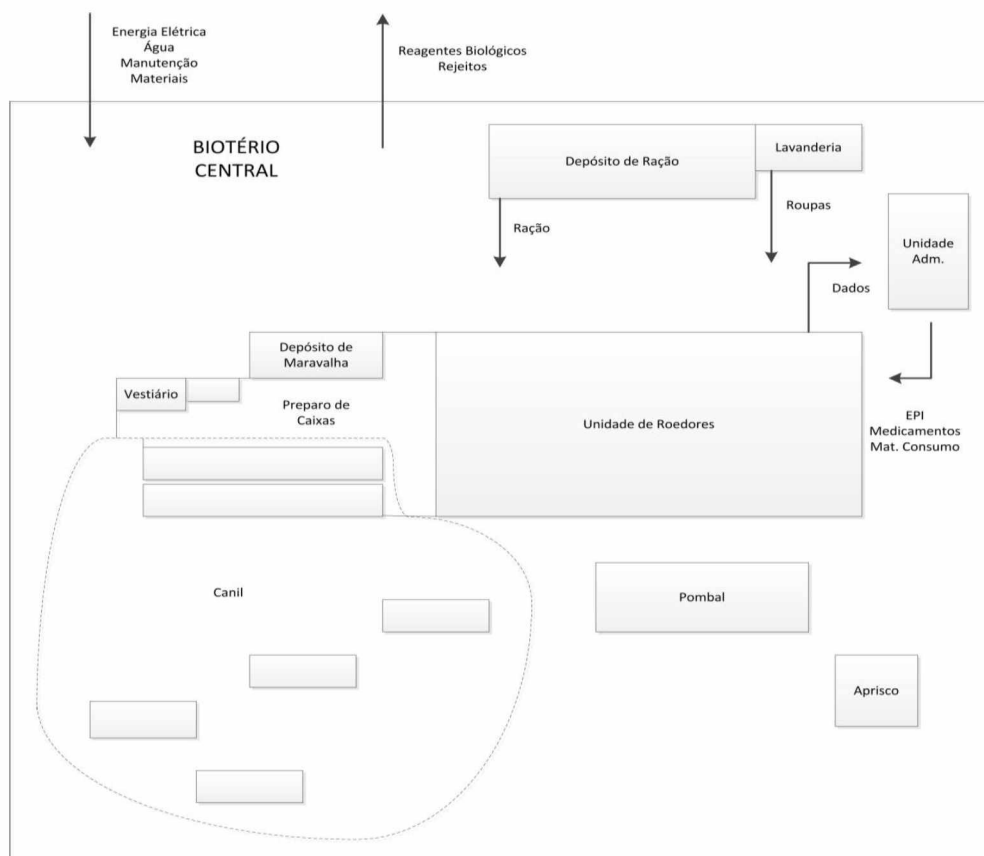 Energia Elétrica
Água
Manutenção
Materiais
Reagentes Biológicos
Rejeitos
BIOTÉRIO
CENTRAL
Depósito de Ração
Lavanderia
Ração
Roupas
Unidade
Adm.
Dados
Depósito de
Maravalha
Vestiário
Preparo de
Caixas
Unidade de Roedores
EPI
Medicamentos
Mat. Consumo
Canil
Pombal
Aprisco